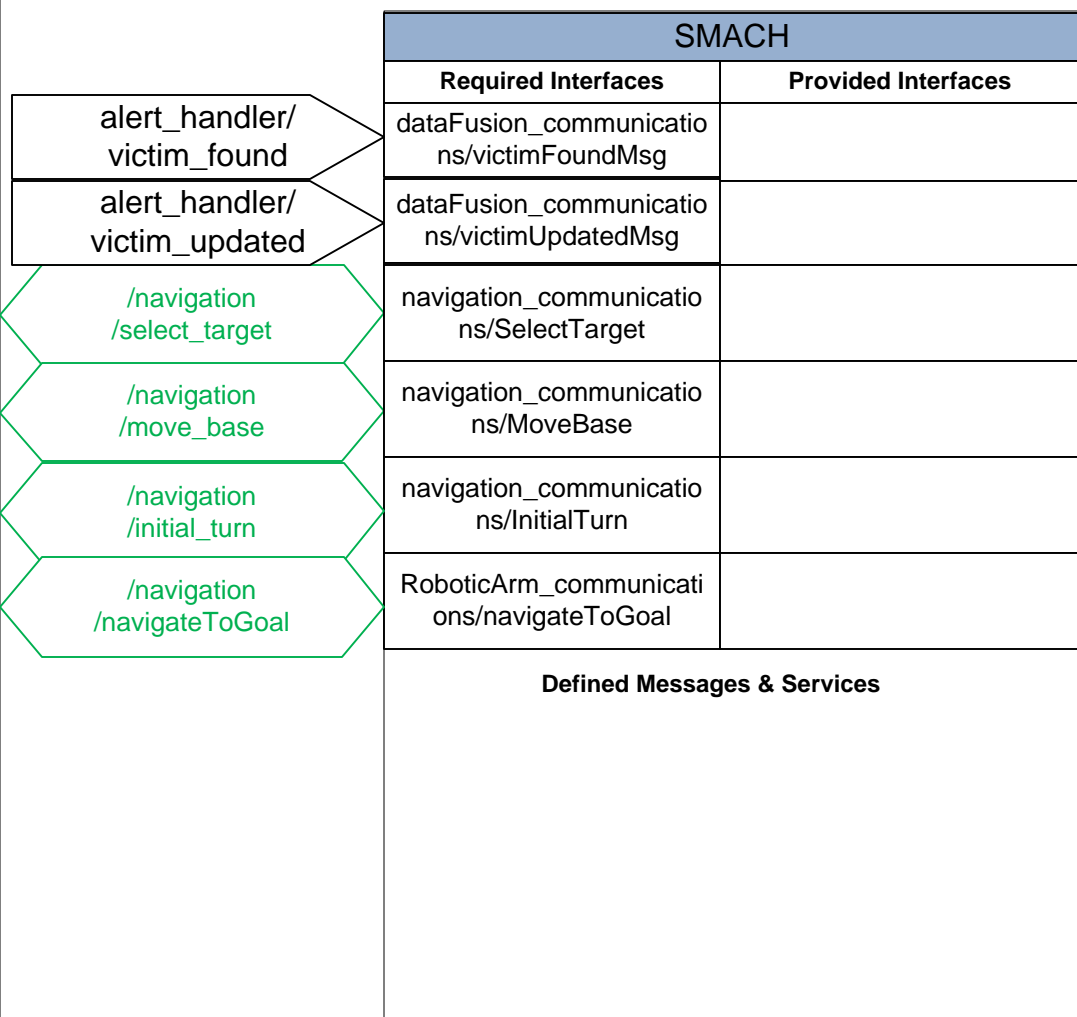 SMACH
Required Interfaces
Provided Interfaces
alert_handler/
victim_found
dataFusion_communicatio
ns/victimFoundMsg
alert_handler/
victim_updated
dataFusion_communicatio
ns/victimUpdatedMsg
/navigation
/select_target
navigation_communicatio
ns/SelectTarget
/navigation
/move_base
navigation_communicatio
ns/MoveBase
/navigation
/initial_turn
navigation_communicatio
ns/InitialTurn
/navigation
/navigateToGoal
RoboticArm_communicati
ons/navigateToGoal
Defined Messages & Services